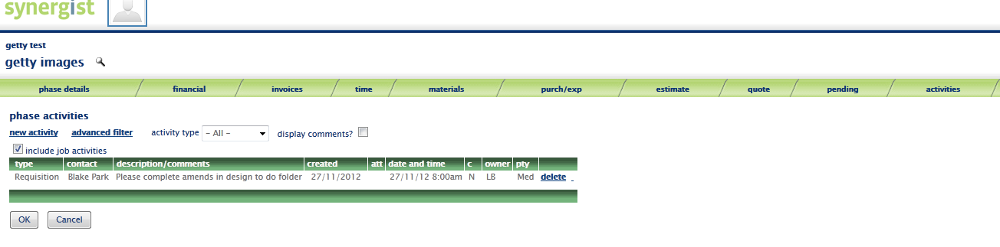 synergist
getty test
getty images
phase details financial invoices time materials purch/exp estimate quote pending activities
phase activities
new activity advanced filter activity type - All - display comments?
include job activities
type contact description/comments created att date and time c owner pty
Requisition Blake Park Please complete amends in design to do folder 27/11/2012 27/11/12 8:00am N LB Med delete
OK Cancel